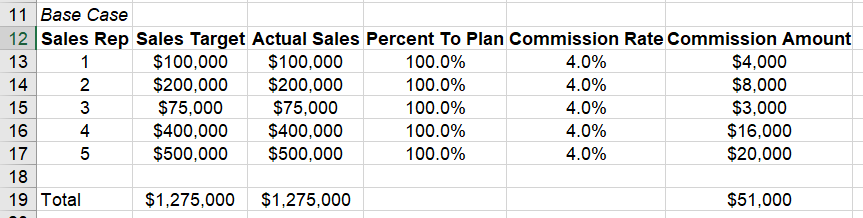 11 Base Case
12 Sales Rep Sales Target Actual Sales Percent To Plan Commission Rate Commission Amount
13 1 $100,000 $100,000 100.0% 4.0% $4,000
14 2 $200,000 $200,000 100.0% 4.0% $8,000
15 3 $75,000 $75,000 100.0% 4.0% $3,000
16 4 $400,000 $400,000 100.0% 4.0% $16,000
17 5 $500,000 $500,000 100.0% 4.0% $20,000
18
19 Total $1,275,000 $1,275,000 $51,000